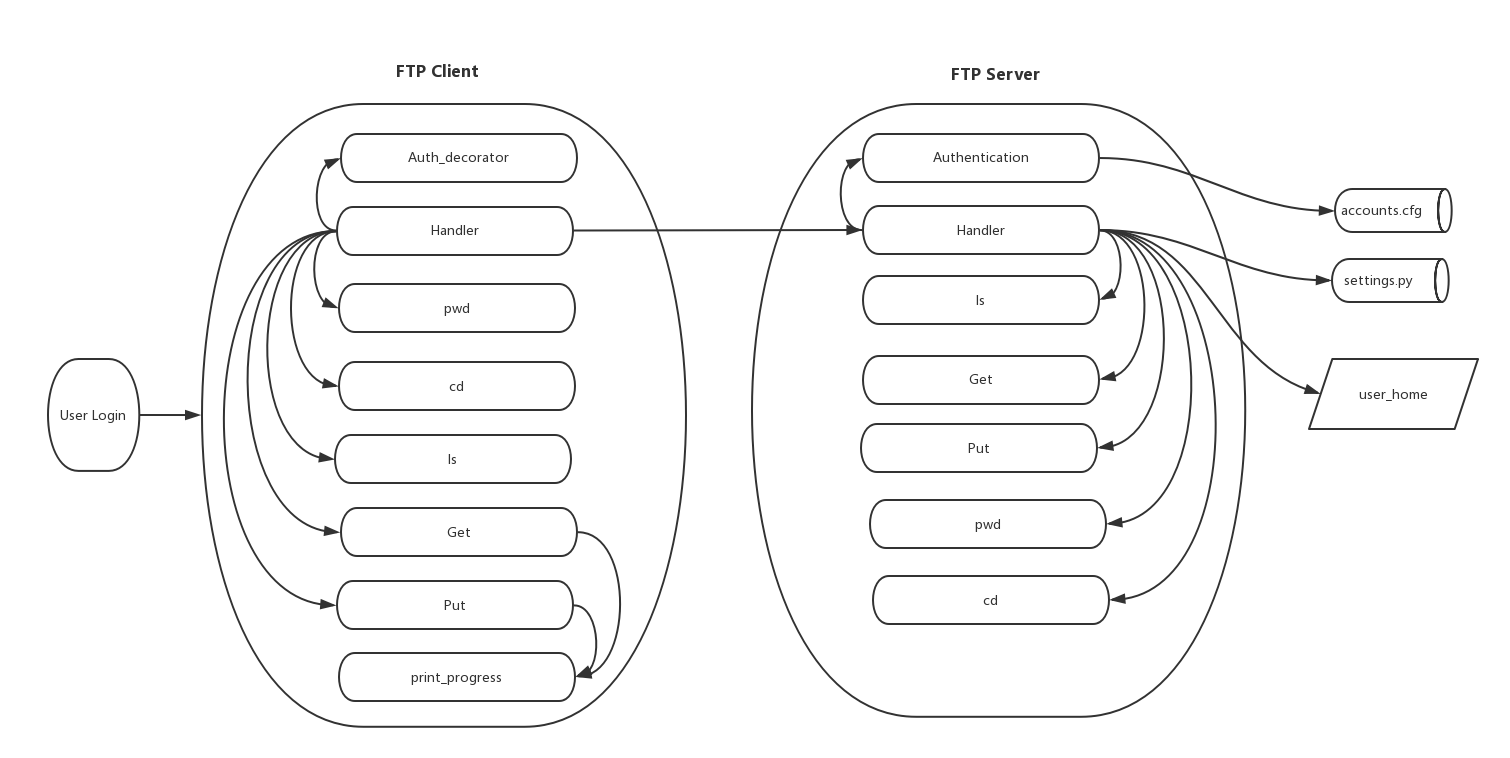 FTP Client
FTP Server
Auth_decorator
Handler
pwd
cd
ls
Get
Put
print_progress
User Login
Authentication
Handler
ls
Get
Put
pwd
cd
accounts.cfg
settings.py
user_home